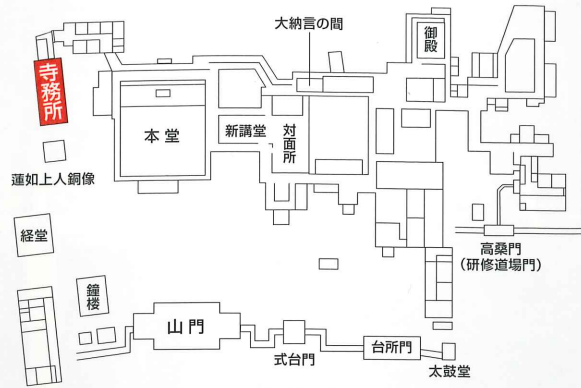 大納言の間
御殿
寺務所
本堂
新講堂
対面所
蓮如上人銅像
経堂
高桑門
(研修道場門)
鐘楼
山門
式台門
台所門
太鼓堂